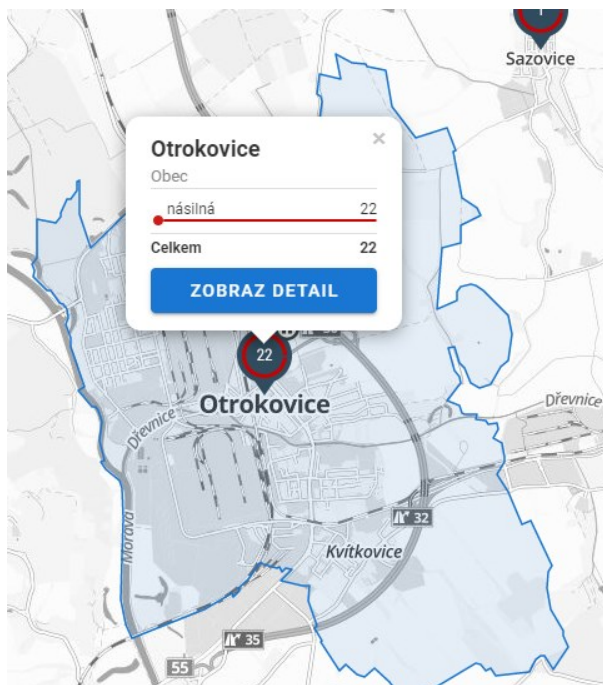 Sazovice
Otrokovice
Obec
násilná 22
Celkem 22
ZOBRAZ DETAIL
22
Otrokovice
Dřevnice
Dřevnice
32
Morava
Kvítkovice
35
55